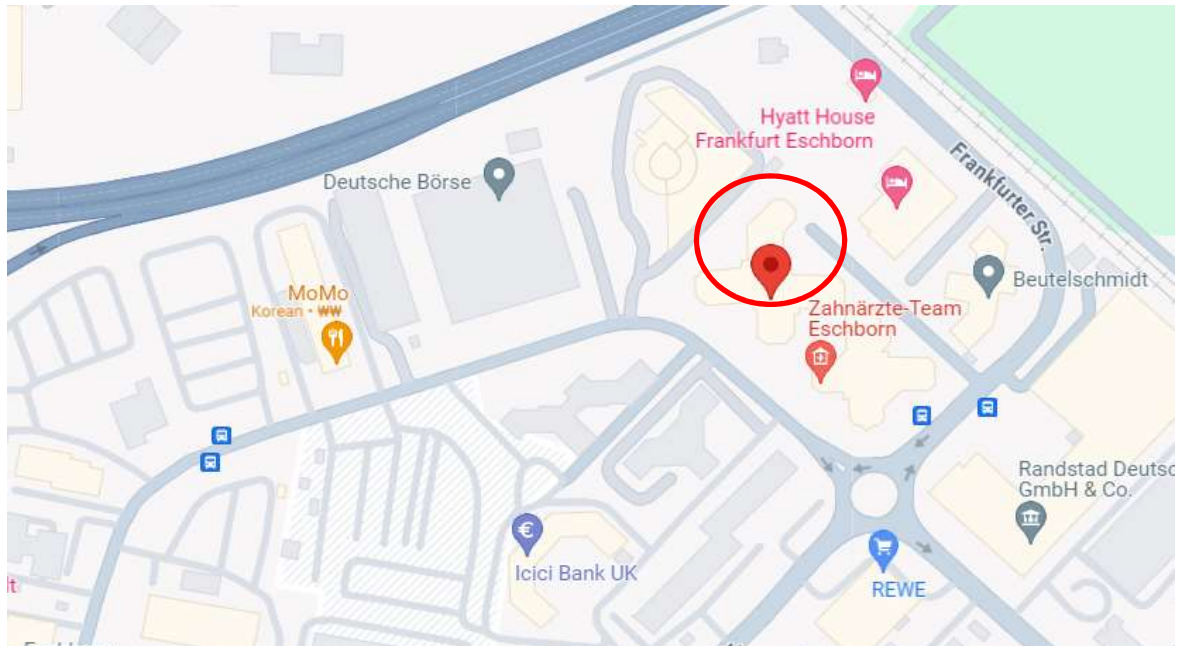 Hyatt House
Frankfurt Eschborn
Frankfurter Str.
Deutsche Börse
Beutelschmidt
MoMo
Korean • ₩₩
Zahnärzte-Team
Eschborn
Randstad Deutsc
GmbH & Co.
€
Icici Bank UK
REWE
lt